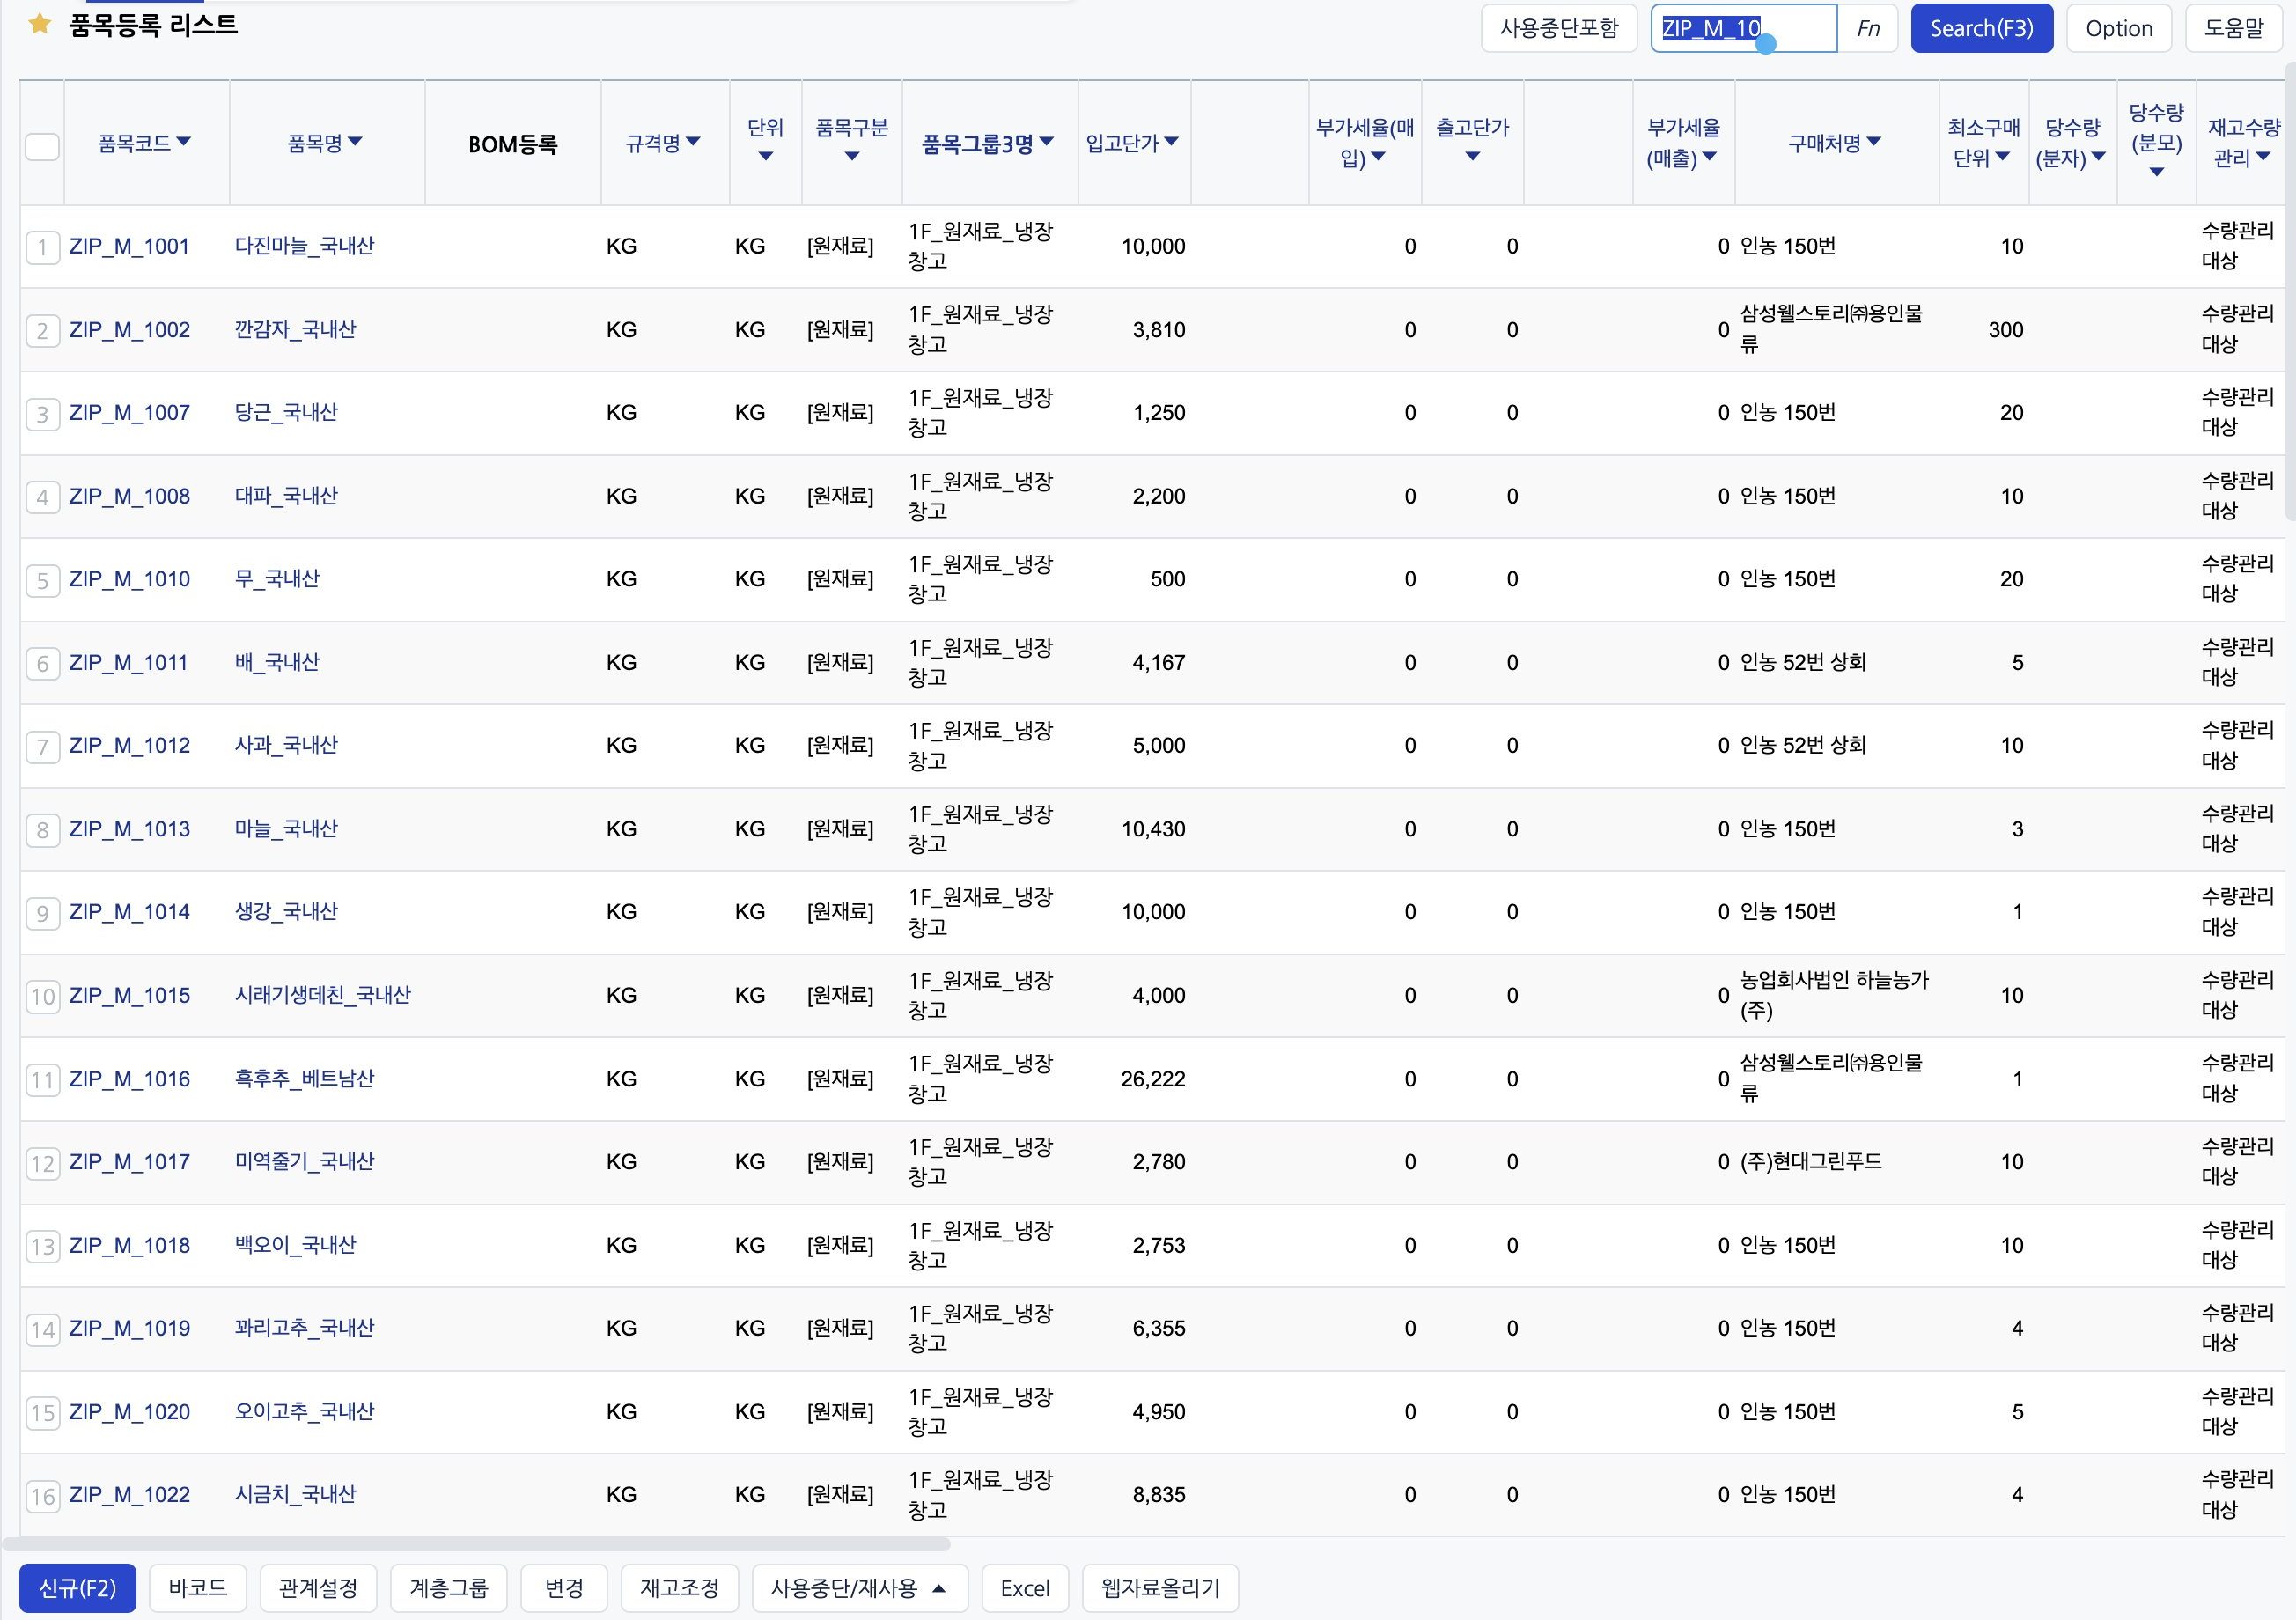 품목등록 리스트
사용중단포함 ZIP_M_10 Fn Search(F3) Option 도움말
품목코드▼ 품목명▼ BOM등록 규격명▼ 단위▼ 품목구분▼ 품목그룹3명▼ 입고단가▼ 부가세율(매입)▼ 출고단가▼ 부가세율(매출)▼ 구매처명▼ 최소구매단위▼ 당수량(분자)▼ 당수량(분모)▼ 재고수량관리▼
1 ZIP_M_1001 다진마늘_국내산 KG KG [원재료] 1F_원재료_냉장창고 10,000 0 0 0 인농 150번 10 수량관리대상
2 ZIP_M_1002 깐감자_국내산 KG KG [원재료] 1F_원재료_냉장창고 3,810 0 0 0 삼성웰스토리㈜용인물류 300 수량관리대상
3 ZIP_M_1007 당근_국내산 KG KG [원재료] 1F_원재료_냉장창고 1,250 0 0 0 인농 150번 20 수량관리대상
4 ZIP_M_1008 대파_국내산 KG KG [원재료] 1F_원재료_냉장창고 2,200 0 0 0 인농 150번 10 수량관리대상
5 ZIP_M_1010 무_국내산 KG KG [원재료] 1F_원재료_냉장창고 500 0 0 0 인농 150번 20 수량관리대상
6 ZIP_M_1011 배_국내산 KG KG [원재료] 1F_원재료_냉장창고 4,167 0 0 0 인농 52번 상회 5 수량관리대상
7 ZIP_M_1012 사과_국내산 KG KG [원재료] 1F_원재료_냉장창고 5,000 0 0 0 인농 52번 상회 10 수량관리대상
8 ZIP_M_1013 마늘_국내산 KG KG [원재료] 1F_원재료_냉장창고 10,430 0 0 0 인농 150번 3 수량관리대상
9 ZIP_M_1014 생강_국내산 KG KG [원재료] 1F_원재료_냉장창고 10,000 0 0 0 인농 150번 1 수량관리대상
10 ZIP_M_1015 시래기생데친_국내산 KG KG [원재료] 1F_원재료_냉장창고 4,000 0 0 0 농업회사법인 하늘농가(주) 10 수량관리대상
11 ZIP_M_1016 흑후추_베트남산 KG KG [원재료] 1F_원재료_냉장창고 26,222 0 0 0 삼성웰스토리㈜용인물류 1 수량관리대상
12 ZIP_M_1017 미역줄기_국내산 KG KG [원재료] 1F_원재료_냉장창고 2,780 0 0 0 (주)현대그린푸드 10 수량관리대상
13 ZIP_M_1018 백오이_국내산 KG KG [원재료] 1F_원재료_냉장창고 2,753 0 0 0 인농 150번 10 수량관리대상
14 ZIP_M_1019 꽈리고추_국내산 KG KG [원재료] 1F_원재료_냉장창고 6,355 0 0 0 인농 150번 4 수량관리대상
15 ZIP_M_1020 오이고추_국내산 KG KG [원재료] 1F_원재료_냉장창고 4,950 0 0 0 인농 150번 5 수량관리대상
16 ZIP_M_1022 시금치_국내산 KG KG [원재료] 1F_원재료_냉장창고 8,835 0 0 0 인농 150번 4 수량관리대상
신규(F2) 바코드 관계설정 계층그룹 변경 재고조정 사용중단/재사용 ▲ Excel 웹자료올리기